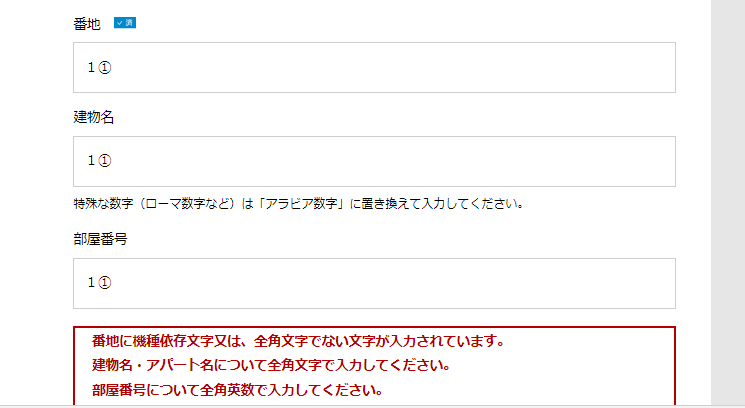 番地 ✓ 済
１①
建物名
１①
特殊な数字（ローマ数字など）は「アラビア数字」に置き換えて入力してください。
部屋番号
１①
番地に機種依存文字又は、全角文字でない文字が入力されています。
建物名・アパート名について全角文字で入力してください。
部屋番号について全角英数で入力してください。